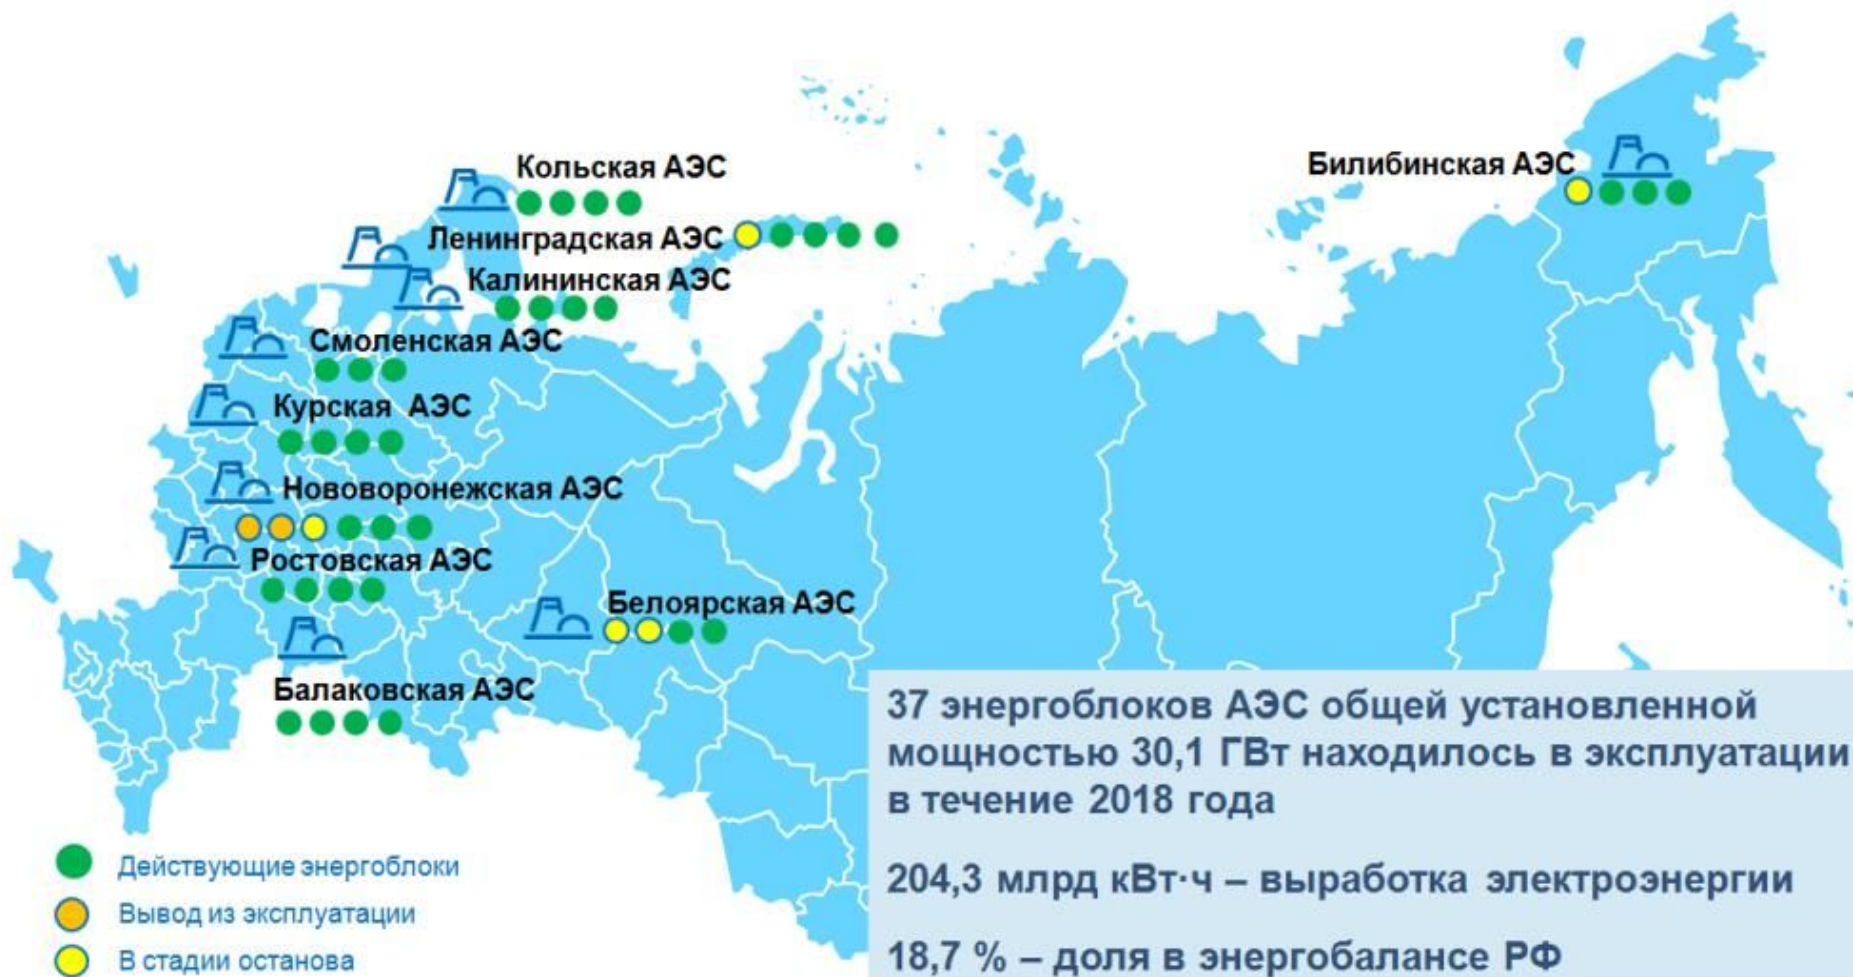 Кольская АЭС
Билибинская АЭС
Ленинградская АЭС
Калининская АЭС
Смоленская АЭС
Курская АЭС
Нововоронежская АЭС
Ростовская АЭС
Белоярская АЭС
Балаковская АЭС
37 энергоблоков АЭС общей установленной
мощностью 30,1 ГВт находилось в эксплуатации
в течение 2018 года
204,3 млрд кВт·ч – выработка электроэнергии
18,7 % – доля в энергобалансе РФ
Действующие энергоблоки
Вывод из эксплуатации
В стадии останова